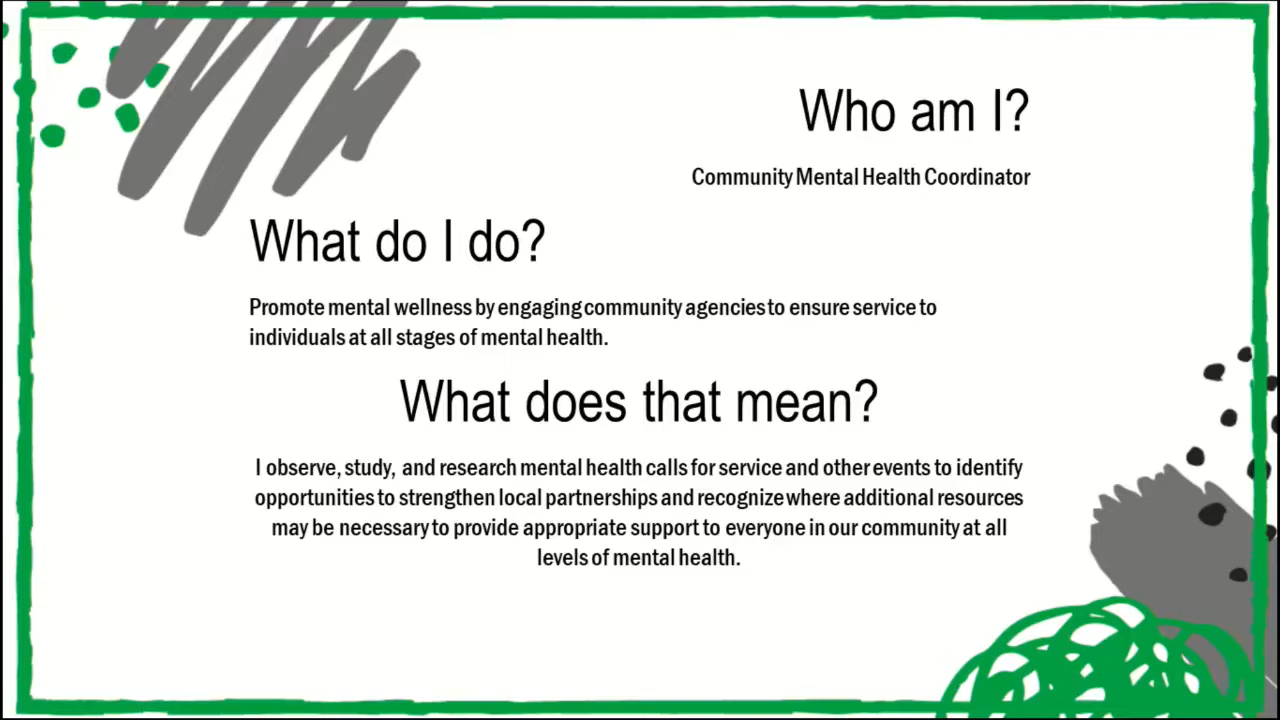 Who am I?
Community Mental Health Coordinator
What do I do?
Promote mental wellness by engaging community agencies to ensure service to
individuals at all stages of mental health.
What does that mean?
I observe, study, and research mental health calls for service and other events to identify
opportunities to strengthen local partnerships and recognize where additional resources
may be necessary to provide appropriate support to everyone in our community at all
levels of mental health.